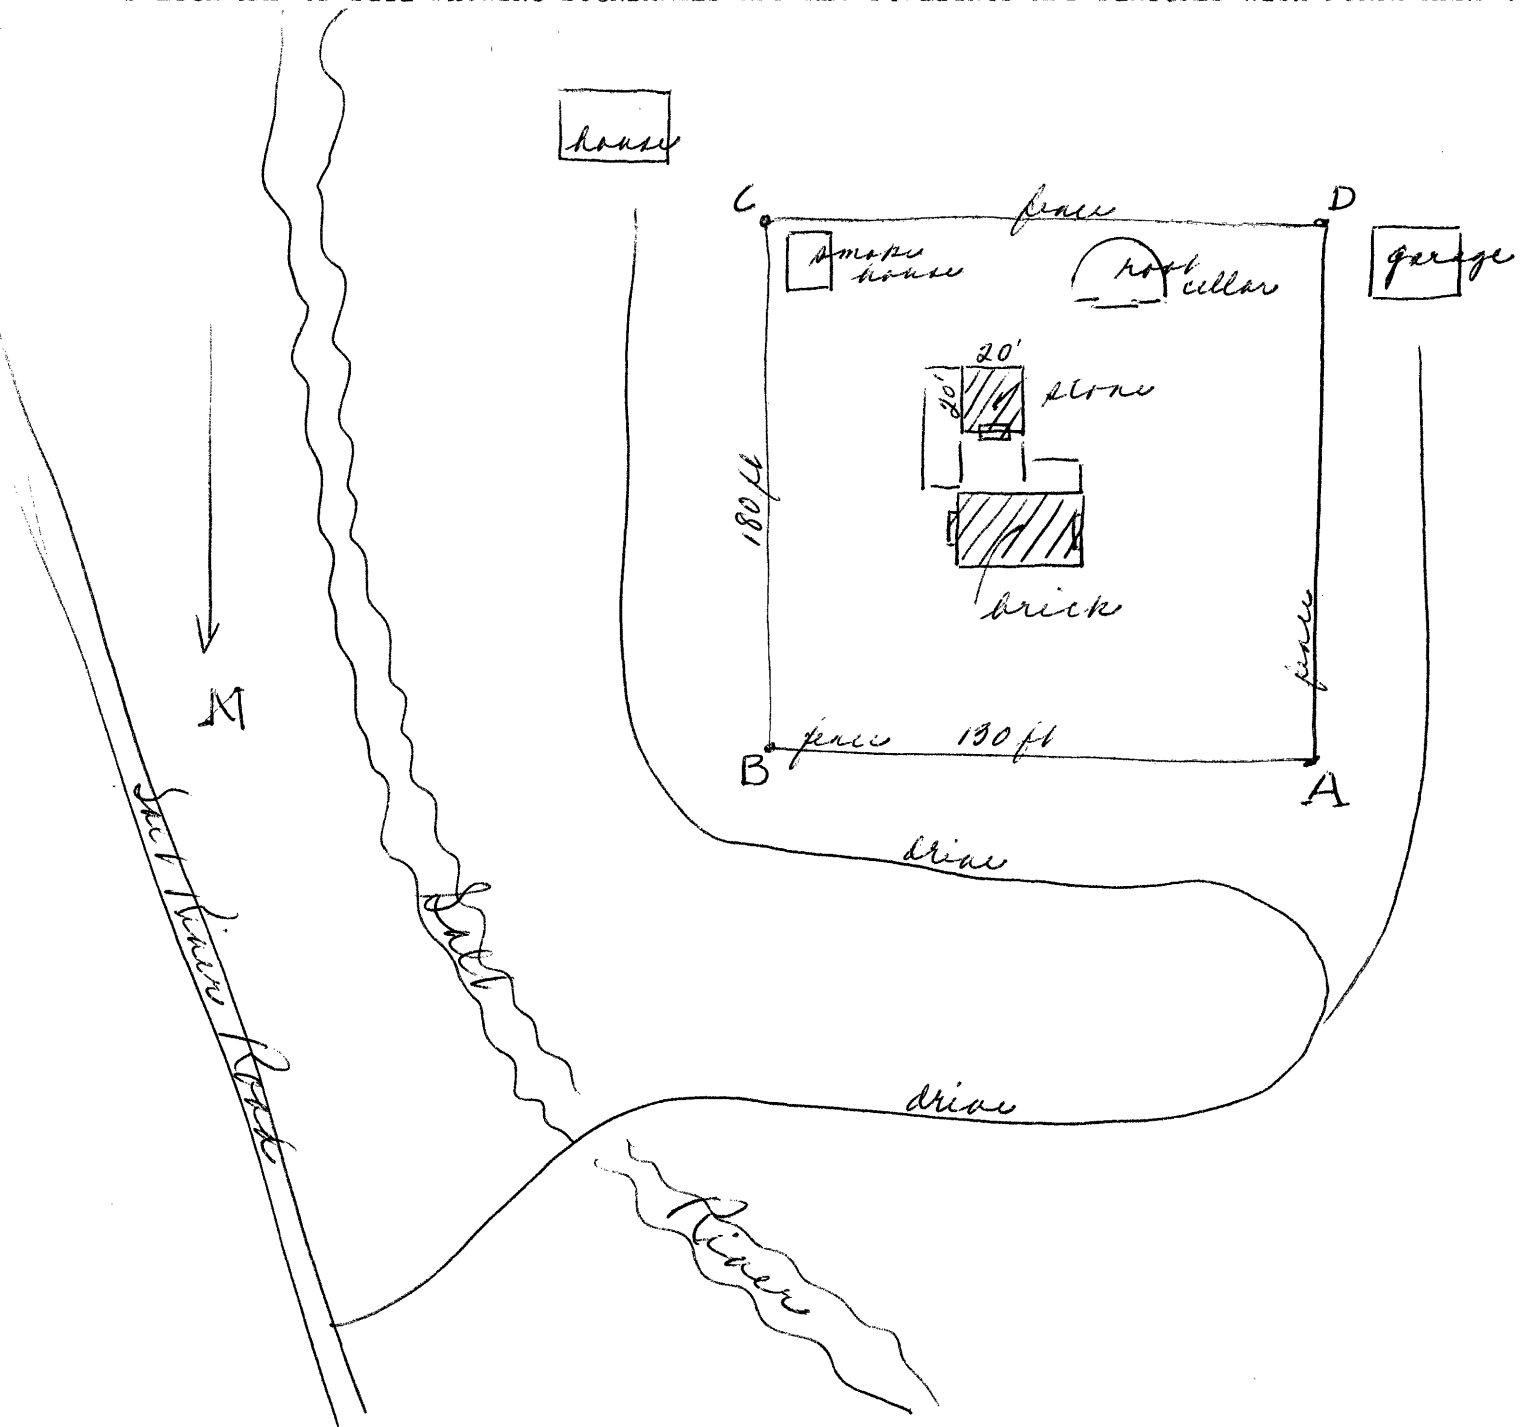 house
C
fence
D
smoke
house
root
cellar
garage
20'
20'
stone
180 ft
brick
fence
N
fence
130 ft
B
A
drive
Salt River Road
Salt
drive
River